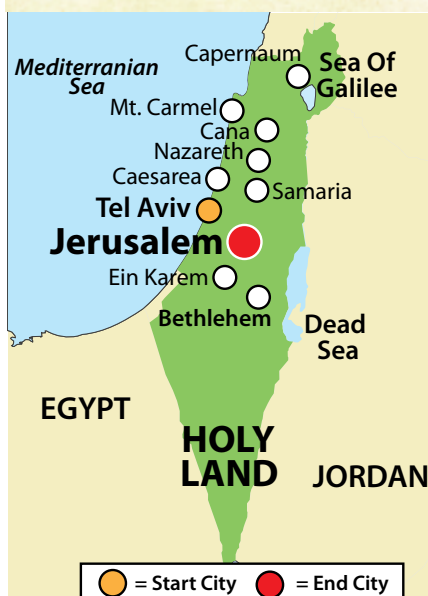 Capernaum
Mediterranian
Sea
Sea Of
Galilee
Mt. Carmel
Cana
Nazareth
Caesarea
Samaria
Tel Aviv
Jerusalem
Ein Karem
Bethlehem
Dead
Sea
EGYPT
HOLY
LAND
JORDAN
= Start City = End City